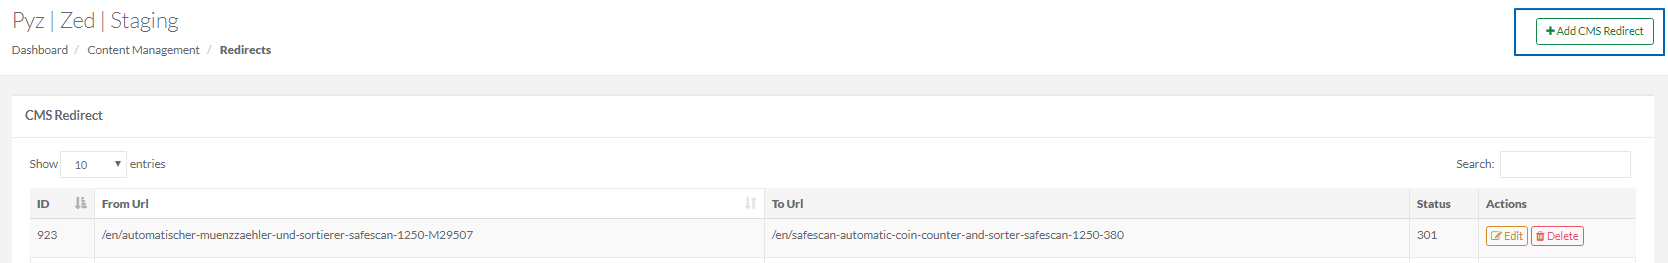 Pyz | Zed | Staging
Dashboard / Content Management / Redirects
Add CMS Redirect
CMS Redirect
Show 10 entries
Search:
ID From Url To Url Status Actions
923 /en/automatischer-muenzzaehler-und-sortierer-safescan-1250-M29507 /en/safescan-automatic-coin-counter-and-sorter-safescan-1250-380 301 Edit Delete